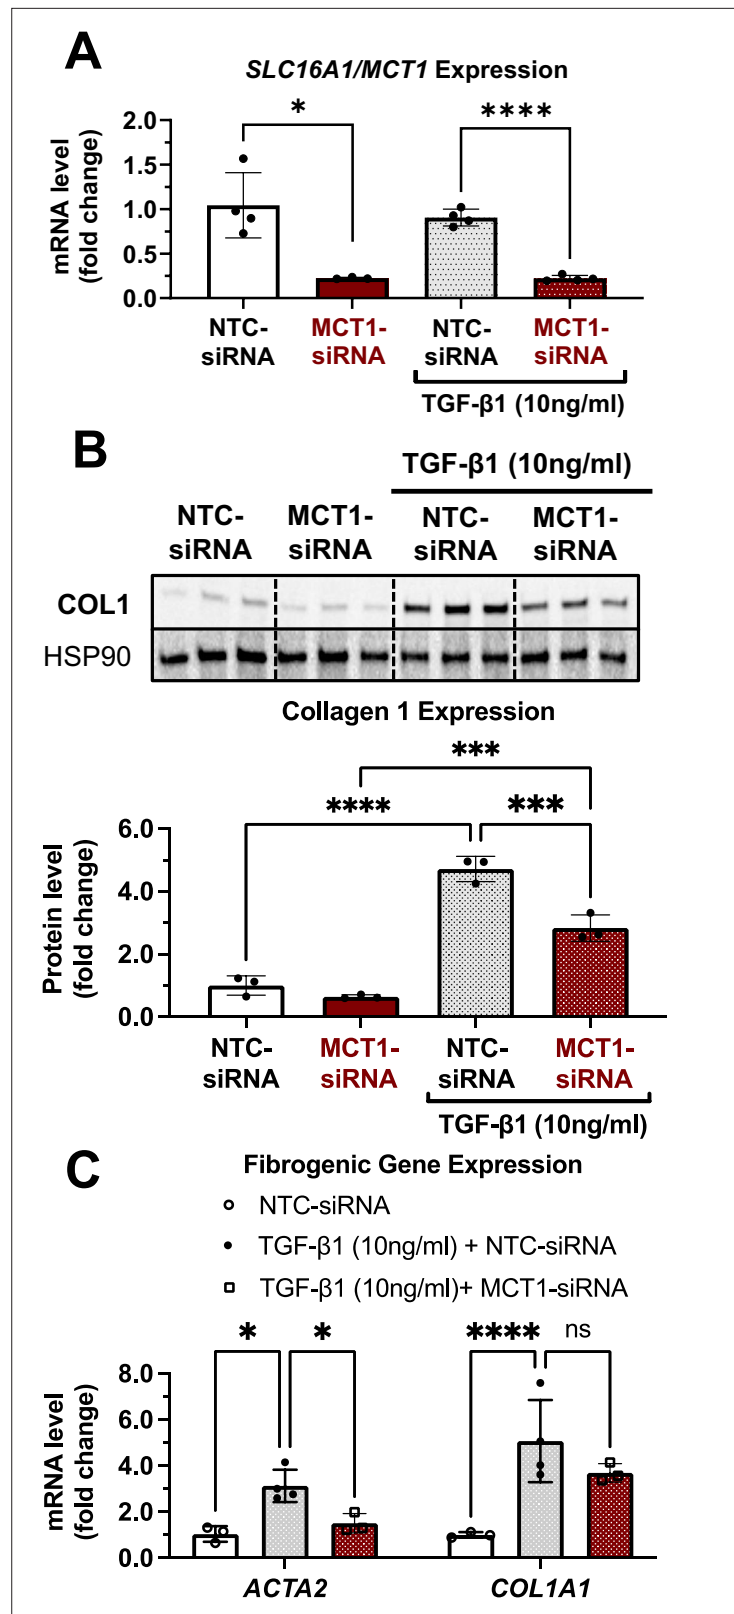 A
SLC16A1/MCT1 Expression
* ****
mRNA level
(fold change)
2.0
1.5
1.0
0.5
0.0
NTC- MCT1- NTC- MCT1-
siRNA siRNA siRNA siRNA
TGF-β1 (10ng/ml)
B
TGF-β1 (10ng/ml)
NTC- MCT1- NTC- MCT1-
siRNA siRNA siRNA siRNA
COL1
HSP90
Collagen 1 Expression
***
**** ***
Protein level
(fold change)
6.0
4.0
2.0
0.0
NTC- MCT1- NTC- MCT1-
siRNA siRNA siRNA siRNA
TGF-β1 (10ng/ml)
C
Fibrogenic Gene Expression
NTC-siRNA
TGF-β1 (10ng/ml) + NTC-siRNA
TGF-β1 (10ng/ml)+ MCT1-siRNA
* * **** ns
mRNA level
(fold change)
8.0
6.0
4.0
2.0
0.0
ACTA2 COL1A1